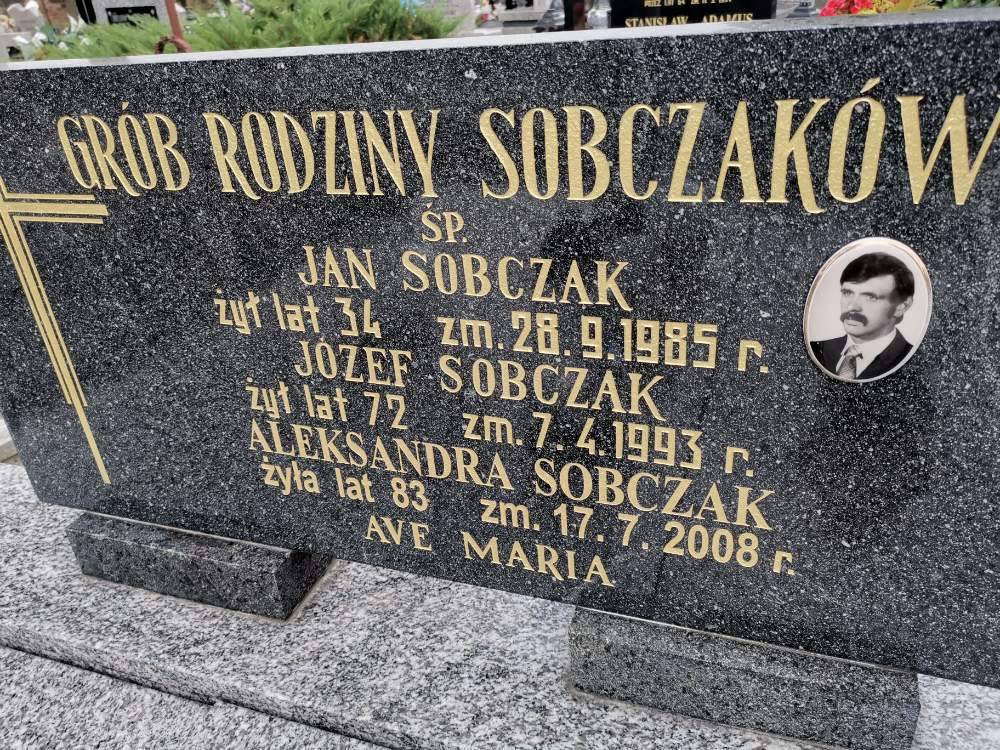 STANISŁAW ADAMUS
GRÓB RODZINY SOBCZAKÓW
ŚP.
JAN SOBCZAK
żył lat 34 zm. 28.9.1985 r.
JÓZEF SOBCZAK
żył lat 72 zm. 7.4.1993 r.
ALEKSANDRA SOBCZAK
żyła lat 83 zm. 17.7.2008 r.
AVE MARIA